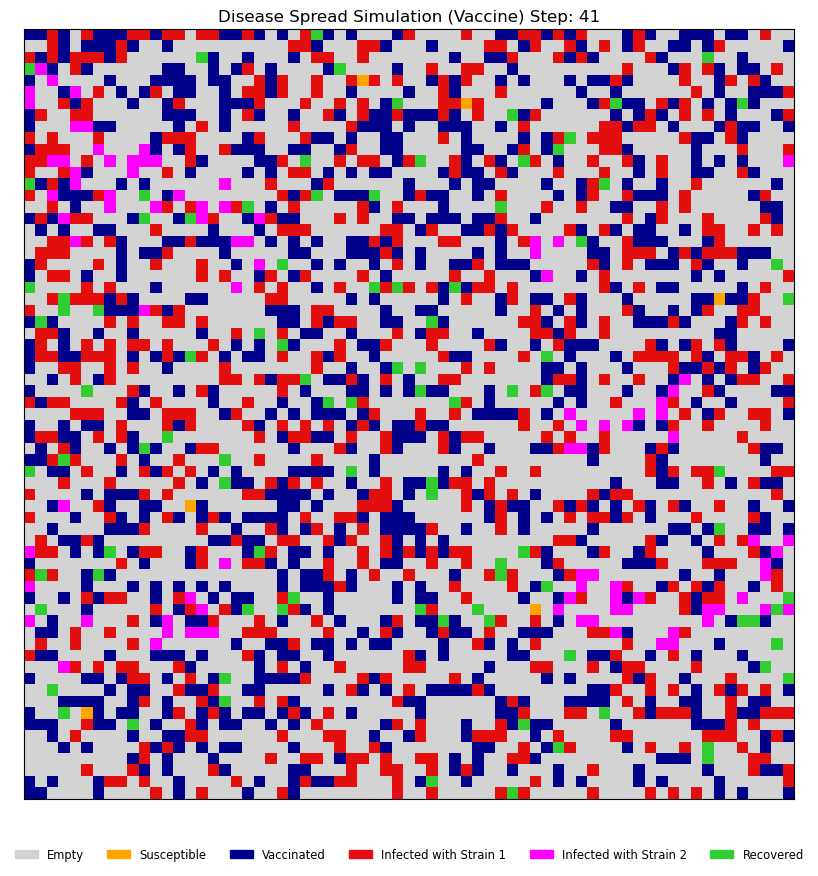 Disease Spread Simulation (Vaccine) Step: 41
Empty Susceptible Vaccinated Infected with Strain 1 Infected with Strain 2 Recovered